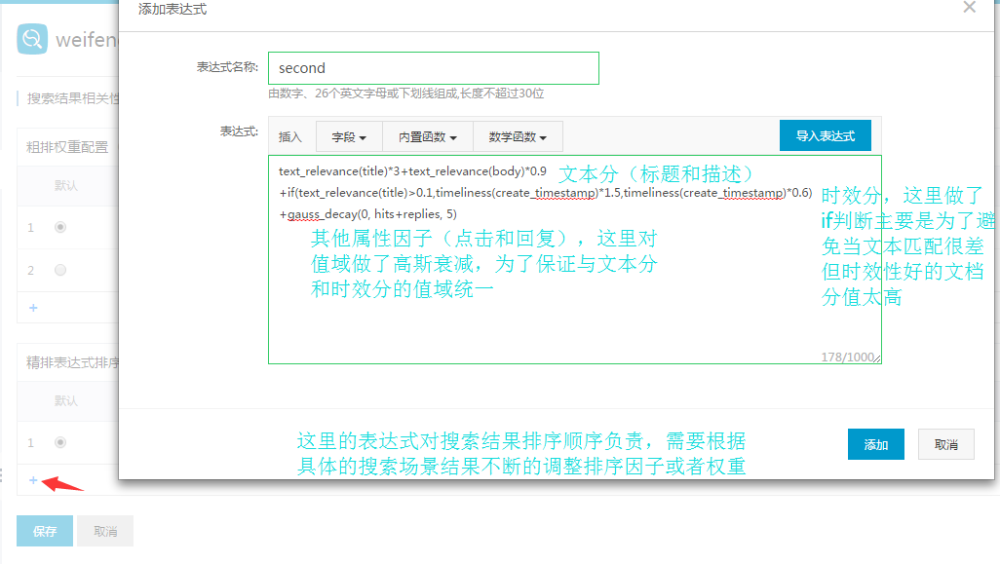 添加表达式
weifeng
表达式名称:
second
由数字、26个英文字母或下划线组成,长度不超过30位
搜索结果相关性
粗排权重配置
默认
1
2
+
表达式:
插入
字段
内置函数
数学函数
导入表达式
text_relevance(title)*3+text_relevance(body)*0.9
文本分（标题和描述）
+if(text_relevance(title)>0.1,timeliness(create_timestamp)*1.5,timeliness(create_timestamp)*0.6)
+gauss_decay(0, hits+replies, 5)
时效分，这里做了
if判断主要是为了避
免当文本匹配很差
但时效性好的文档
分值太高
其他属性因子（点击和回复），这里对
值域做了高斯衰减，为了保证与文本分
和时效分的值域统一
178/1000
精排表达式排序
默认
1
+
这里的表达式对搜索结果排序顺序负责，需要根据
具体的搜索场景结果不断的调整排序因子或者权重
添加
取消
保存
取消